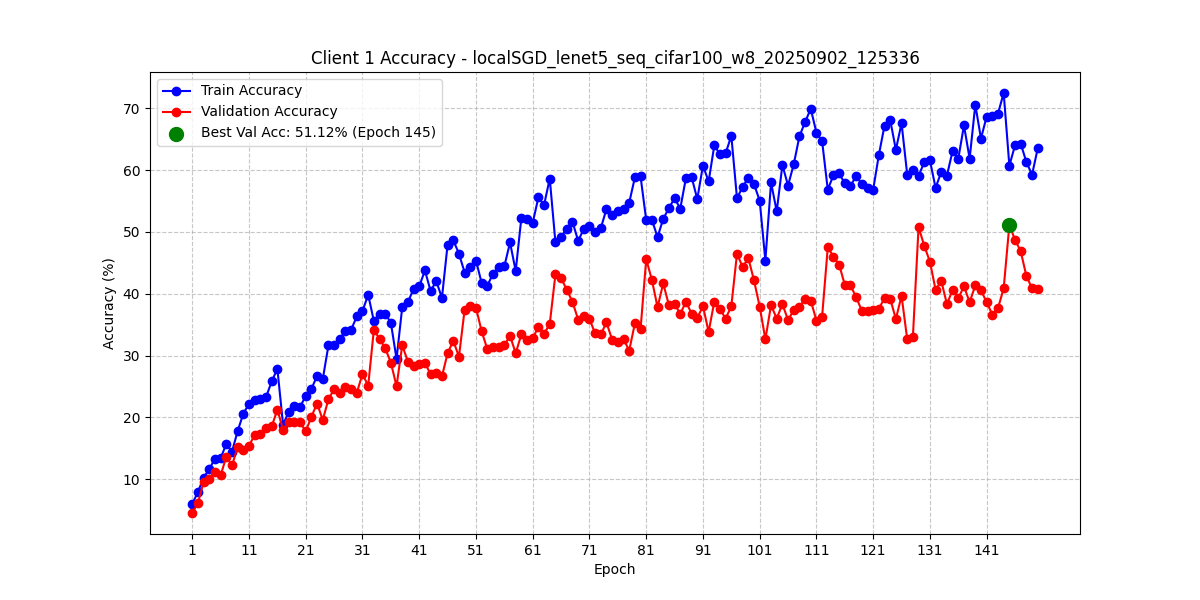 Client 1 Accuracy - localSGD_lenet5_seq_cifar100_w8_20250902_125336
Train Accuracy
Validation Accuracy
Best Val Acc: 51.12% (Epoch 145)
Accuracy (%)
70
60
50
40
30
20
10
1 11 21 31 41 51 61 71 81 91 101 111 121 131 141
Epoch